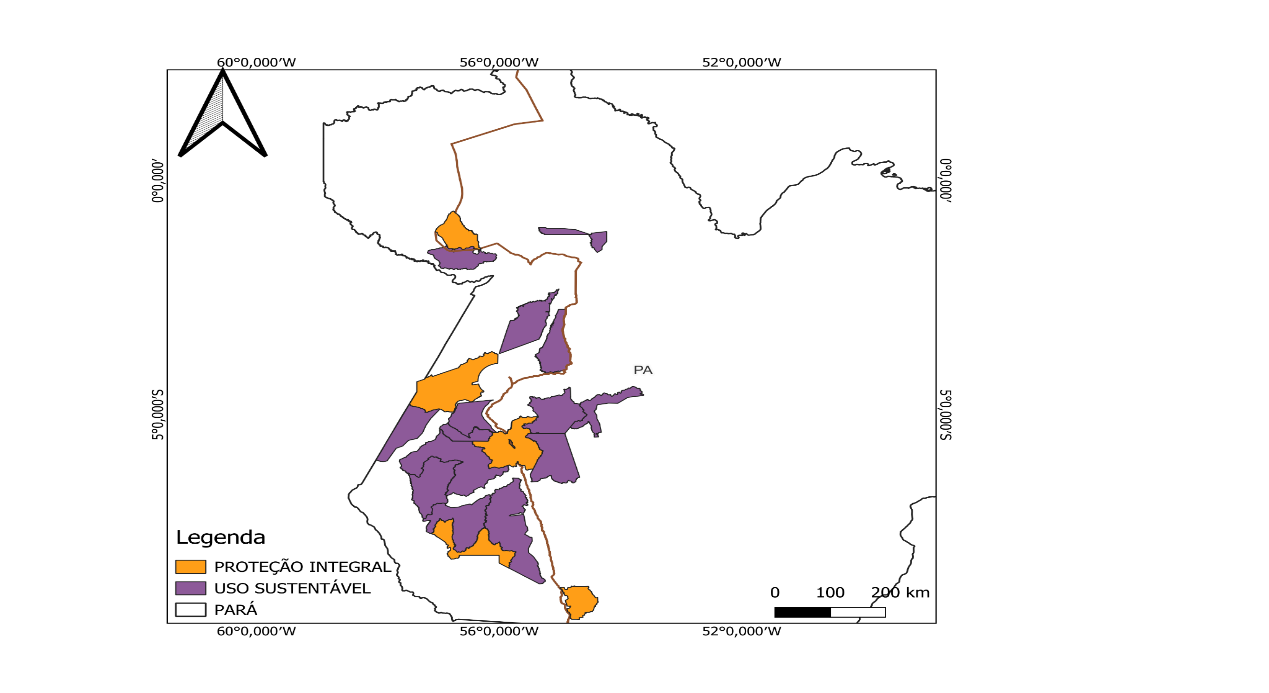 60°0,000'W 56°0,000'W 52°0,000'W
0°0,000'
0°0,000'
PA
5°0,000'S
5°0,000'S
Legenda
PROTEÇÃO INTEGRAL
USO SUSTENTÁVEL
PARÁ
0 100 200 km
60°0,000'W 56°0,000'W 52°0,000'W